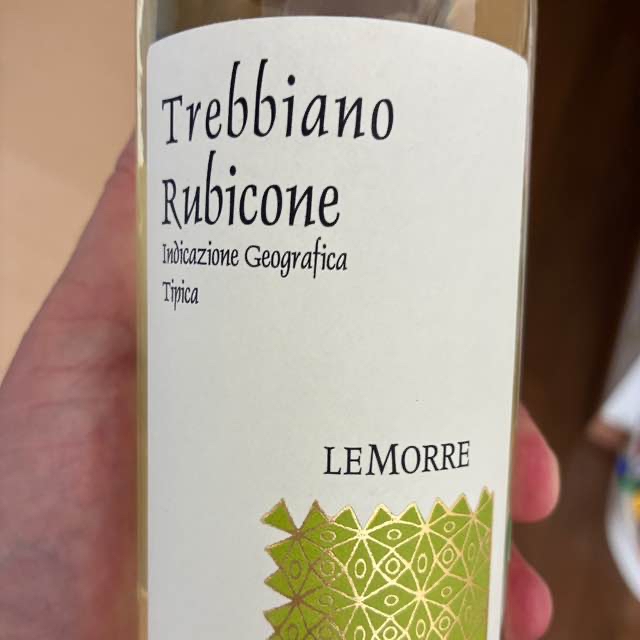 Trebbiano
Rubicone
Indicazione Geografica
Tipica
LEMORRE